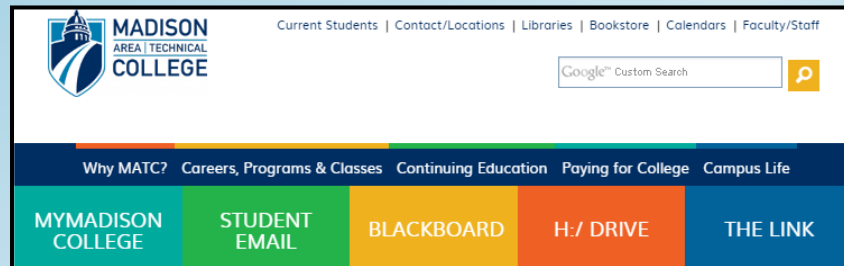 MADISON
AREA | TECHNICAL
COLLEGE
Current Students | Contact/Locations | Libraries | Bookstore | Calendars | Faculty/Staff
Google™ Custom Search
Why MATC? Careers, Programs & Classes Continuing Education Paying for College Campus Life
MYMADISON
COLLEGE
STUDENT
EMAIL
BLACKBOARD
H:/ DRIVE
THE LINK